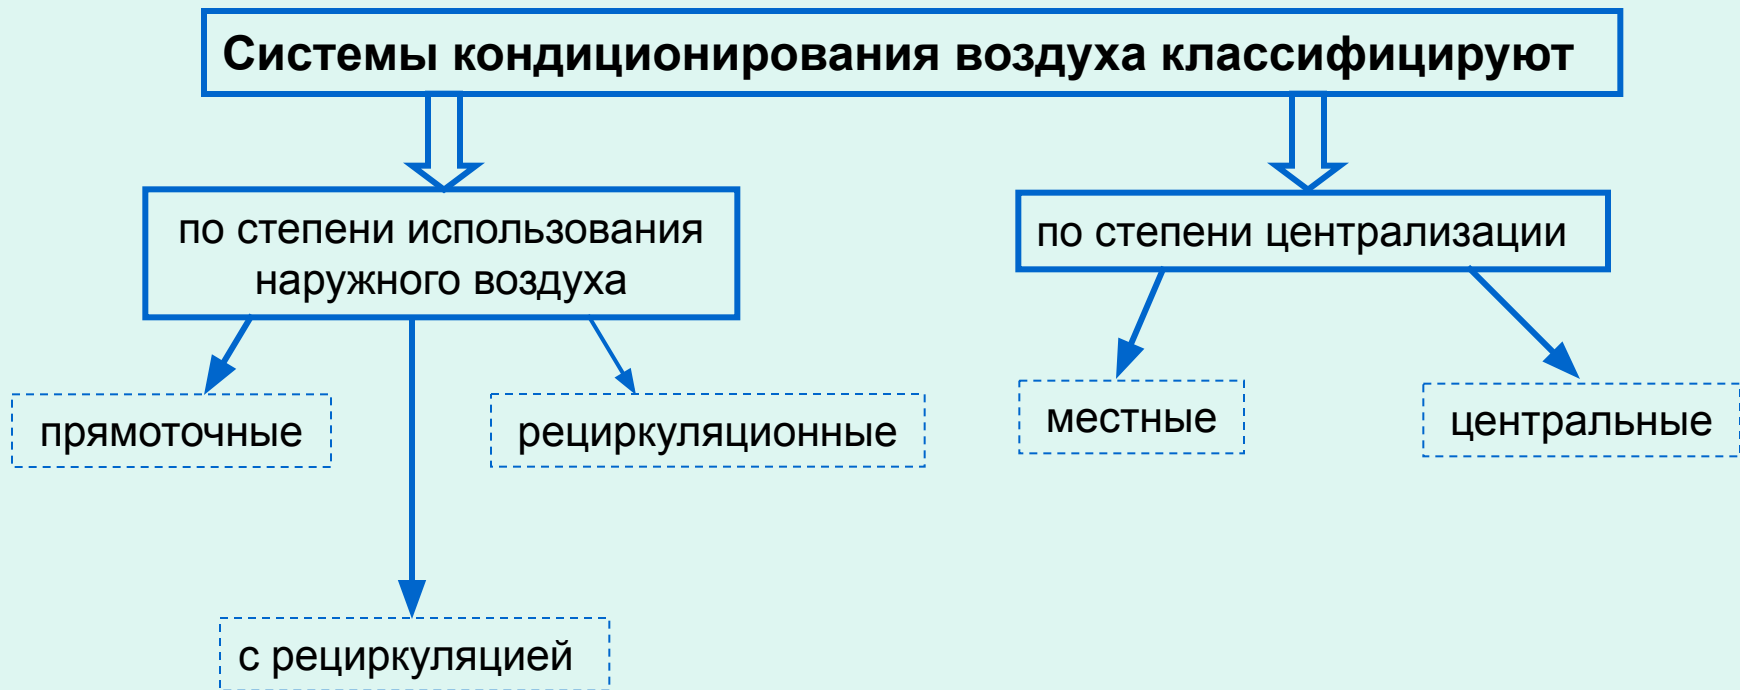 Системы кондиционирования воздуха классифицируют
по степени использования
наружного воздуха
по степени централизации
прямоточные
рециркуляционные
местные
центральные
с рециркуляцией